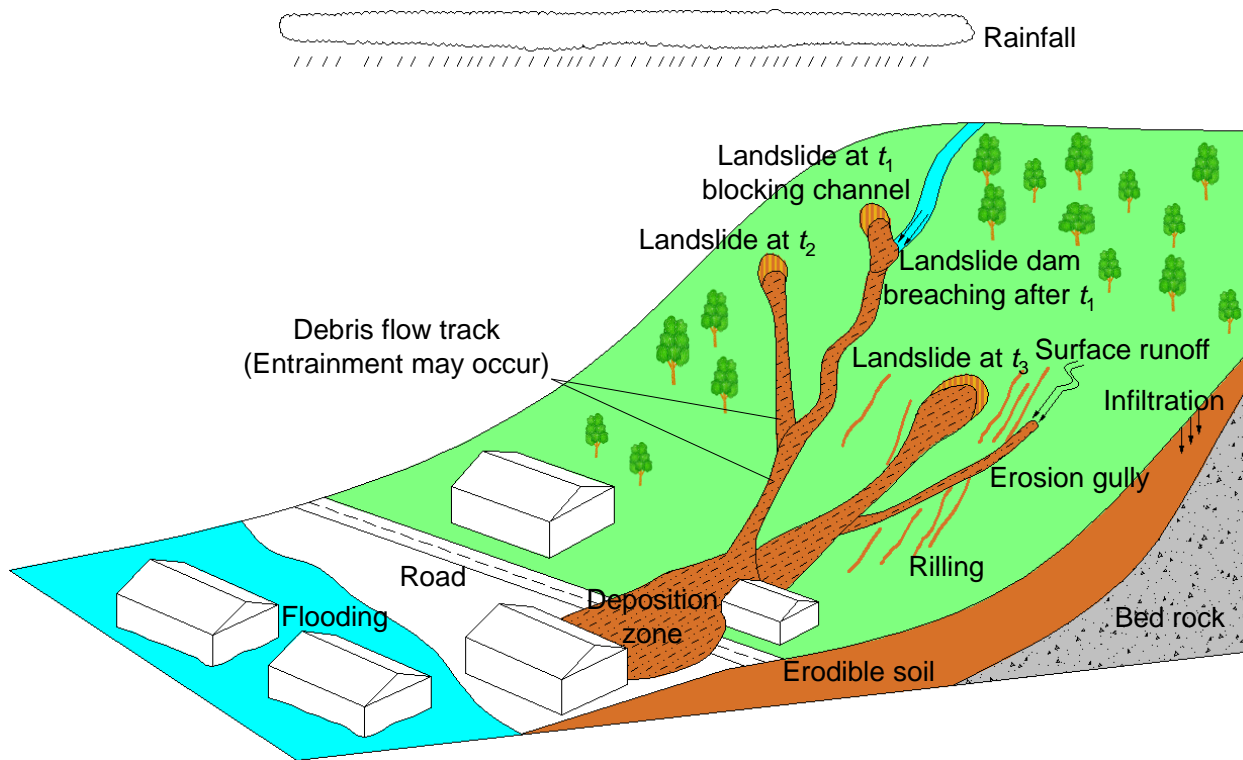 Rainfall
Landslide at t₁
blocking channel
Landslide at t₂
Landslide dam
breaching after t₁
Debris flow track
(Entrainment may occur)
Landslide at t₃
Surface runoff
Infiltration
Erosion gully
Rilling
Road
Deposition
zone
Flooding
Bed rock
Erodible soil